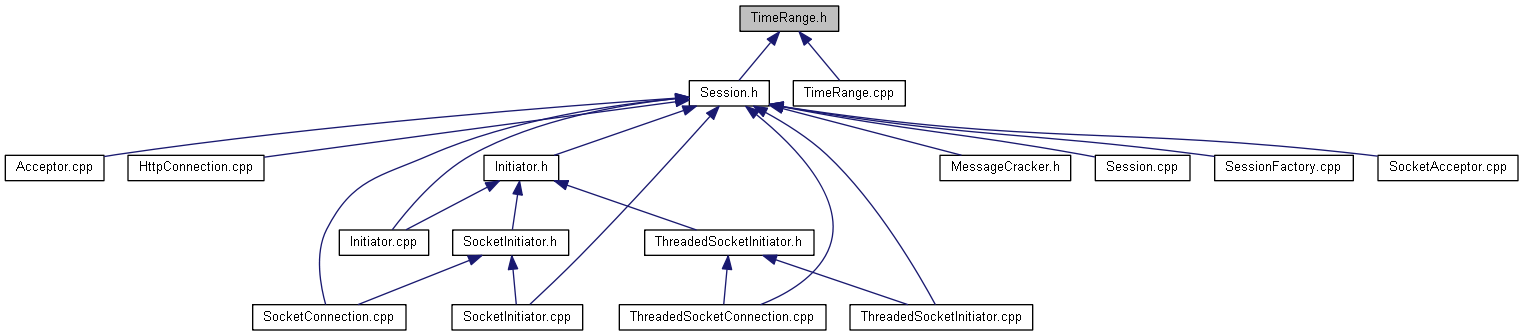 TimeRange.h
Session.h
TimeRange.cpp
Acceptor.cpp
HttpConnection.cpp
Initiator.h
MessageCracker.h
Session.cpp
SessionFactory.cpp
SocketAcceptor.cpp
Initiator.cpp
SocketInitiator.h
ThreadedSocketInitiator.h
SocketConnection.cpp
SocketInitiator.cpp
ThreadedSocketConnection.cpp
ThreadedSocketInitiator.cpp